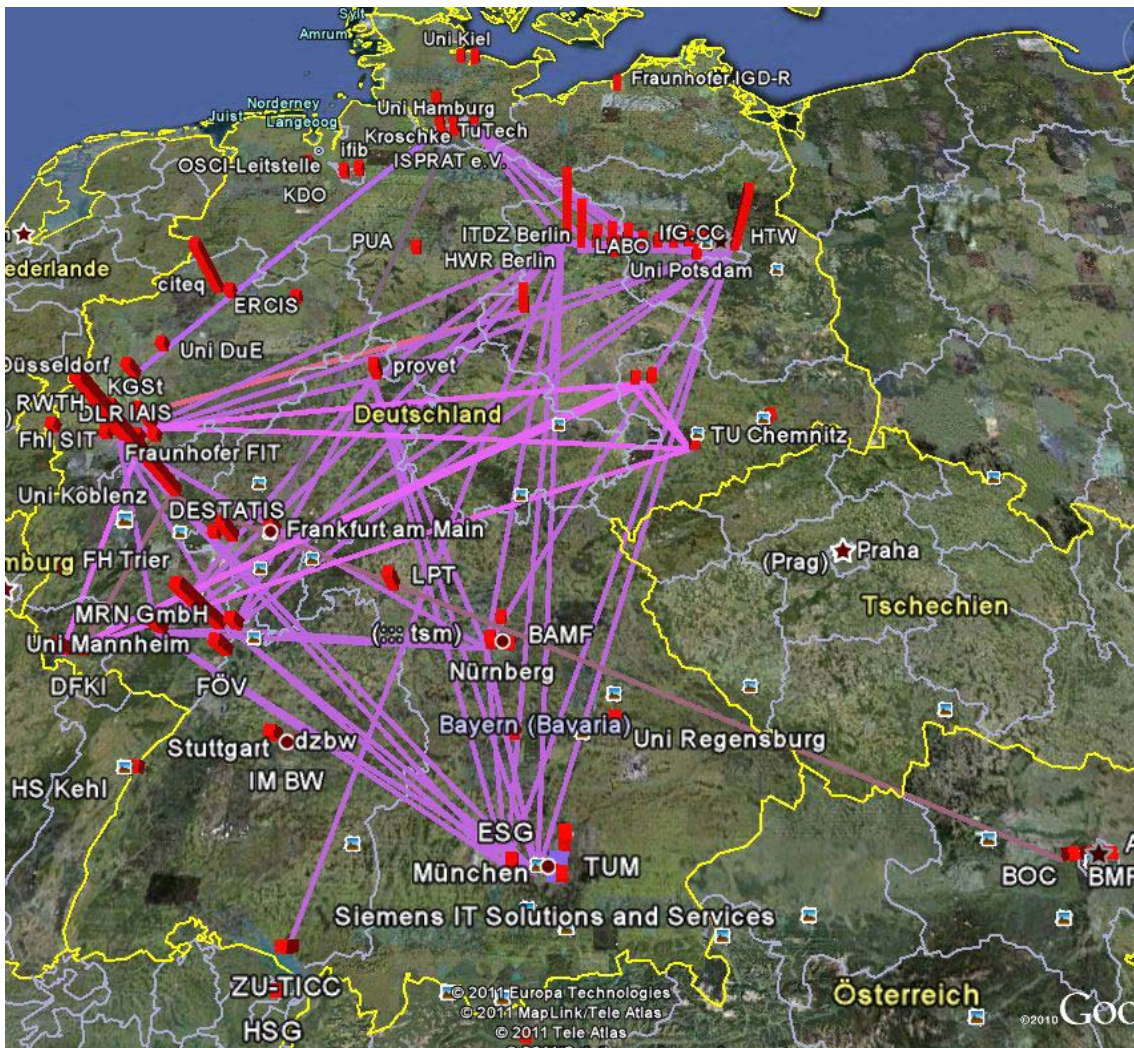 Sylt
Amrum
Uni Kiel
Fraunhofer IGD-R
Norderney
Juist
Langeoog
Uni Hamburg
Kroschke
TuTech
ifib
ISPRAT e.V.
OSCI-Leitstelle
KDO
PUA
ITDZ Berlin
LABO
IfG.CC
HTW
HWR Berlin
Uni Potsdam
ederlande
citeq
ERCIS
Uni DuE
Düsseldorf
KGSt
provet
RWTH
DLR IAIS
Deutschland
FhI SIT
Fraunhofer FIT
TU Chemnitz
Uni Köblenz
DESTATIS
Frankfurt am Main
FH Trier
mburg
LPT
(Prag)
Praha
Tschechien
MRN GmbH
Uni Mannheim
(::: tsm)
BAMF
Nürnberg
DFKI
FÖV
Bayern (Bavaria)
Uni Regensburg
Stuttgart
dzbw
IM BW
HS Kehl
ESG
München
TUM
BOC
Siemens IT Solutions and Services
ZU-TICC
HSG
Österreich
© 2011 Europa Technologies
© 2011 MapLink/Tele Atlas
© 2011 Tele Atlas
©2010
Goo